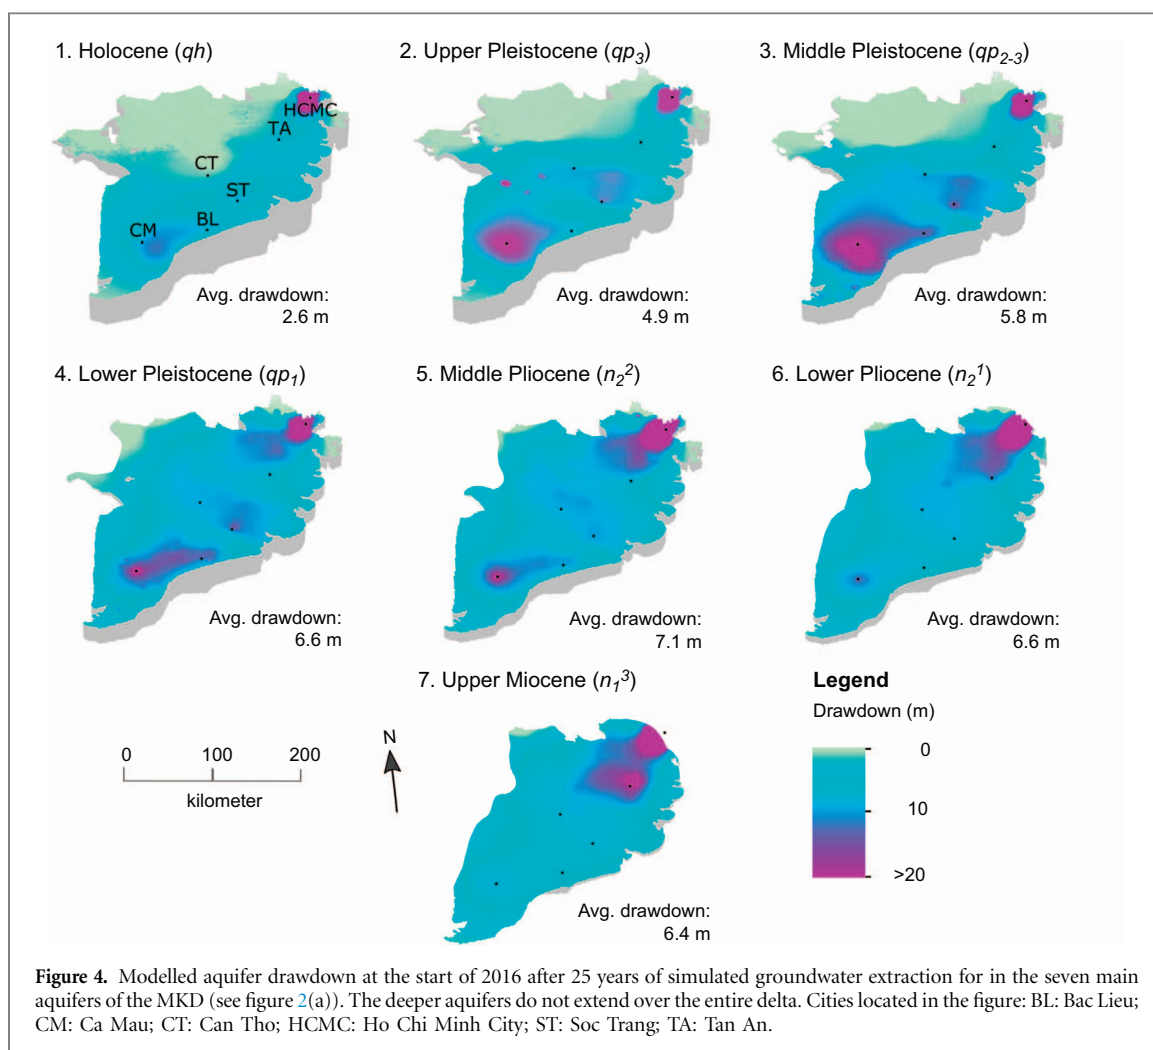 1. Holocene (qh)
2. Upper Pleistocene (qp3)
3. Middle Pleistocene (qp2-3)
HCMC
TA
CT
ST
BL
CM
Avg. drawdown:
2.6 m
Avg. drawdown:
4.9 m
Avg. drawdown:
5.8 m
4. Lower Pleistocene (qp1)
5. Middle Pliocene (n2²)
6. Lower Pliocene (n2¹)
Avg. drawdown:
6.6 m
Avg. drawdown:
7.1 m
Avg. drawdown:
6.6 m
7. Upper Miocene (n1³)
Avg. drawdown:
6.4 m
0 100 200
kilometer
N
Legend
Drawdown (m)
0
10
>20
Figure 4. Modelled aquifer drawdown at the start of 2016 after 25 years of simulated groundwater extraction for in the seven main
aquifers of the MKD (see figure 2(a)). The deeper aquifers do not extend over the entire delta. Cities located in the figure: BL: Bac Lieu;
CM: Ca Mau; CT: Can Tho; HCMC: Ho Chi Minh City; ST: Soc Trang; TA: Tan An.